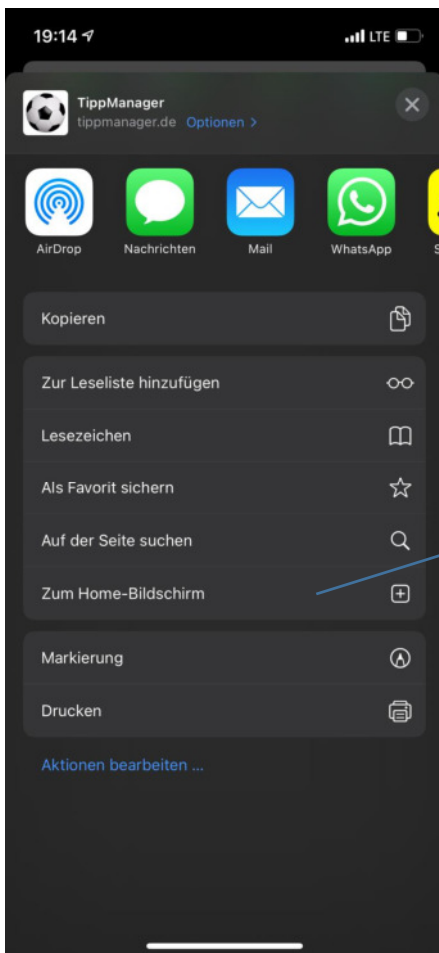 19:14 LTE
TippManager
tippmanager.de Optionen >
AirDrop Nachrichten Mail WhatsApp S
Kopieren
Zur Leseliste hinzufügen
Lesezeichen
Als Favorit sichern
Auf der Seite suchen
Zum Home-Bildschirm
Markierung
Drucken
Aktionen bearbeiten ...